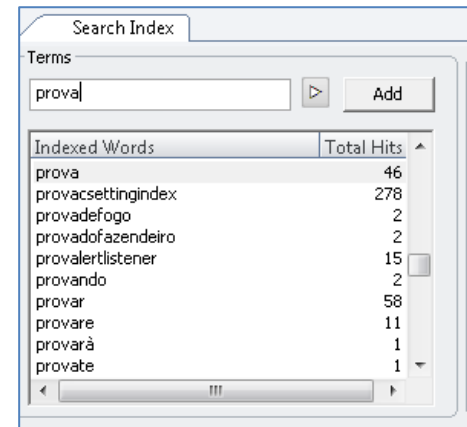 Search Index
Terms
prova Add
Indexed Words Total Hits
prova 46
provacsettingindex 278
provadefogo 2
provadofazendeiro 2
provalertlistener 15
provando 2
provar 58
provare 11
provarà 1
provate 1